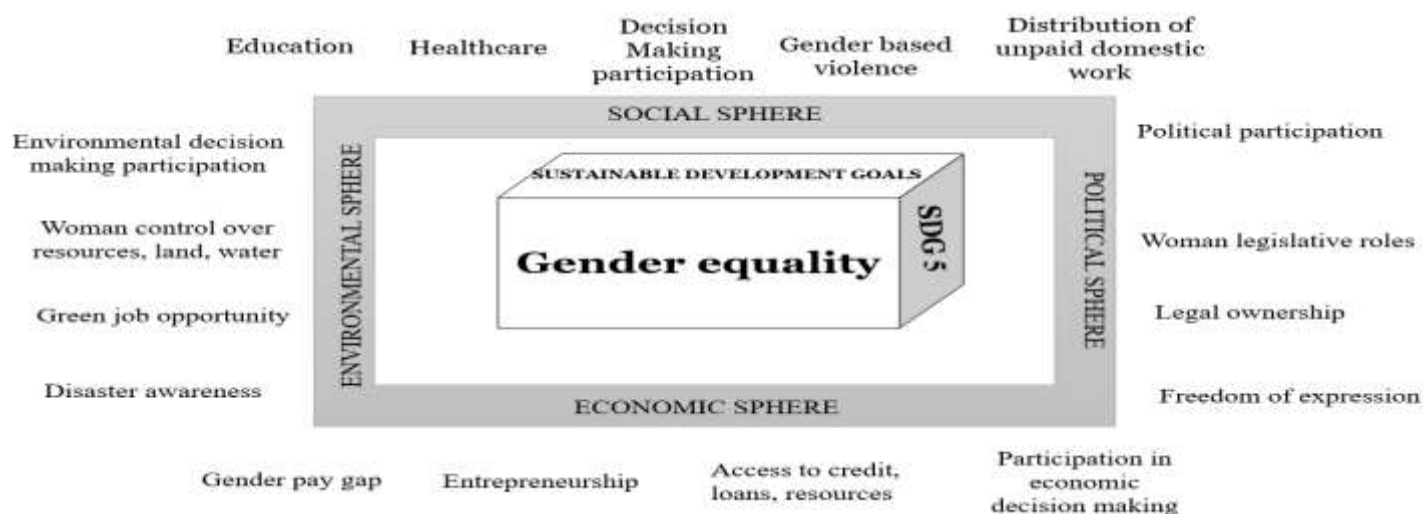 Education
Healthcare
Decision
Making
participation
Gender based
violence
Distribution of
unpaid domestic
work
SOCIAL SPHERE
Environmental decision
making participation
Woman control over
resources, land, water
Green job opportunity
Disaster awareness
ENVIRONMENTAL SPHERE
SUSTAINABLE DEVELOPMENT GOALS
Gender equality
SDG 5
POLITICAL SPHERE
Political participation
Woman legislative roles
Legal ownership
Freedom of expression
ECONOMIC SPHERE
Gender pay gap
Entrepreneurship
Access to credit,
loans, resources
Participation in
economic
decision making